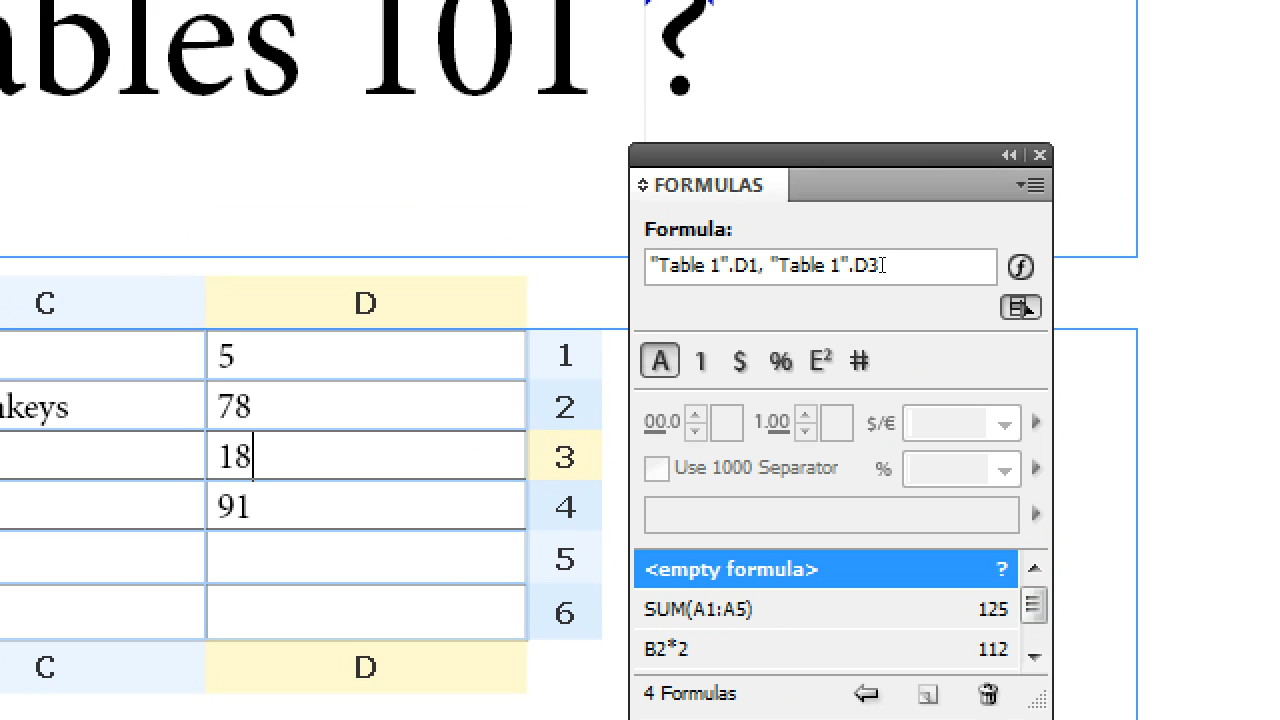 ables 101 ?
FORMULAS
Formula:
"Table 1".D1, "Table 1".D3
A 1 $ % E² #
00.0 1.00 $/€
Use 1000 Separator %
<empty formula> ?
SUM(A1:A5) 125
B2*2 112
4 Formulas
C D
5 1
nkeys 78 2
18 3
91 4
5
6
C D